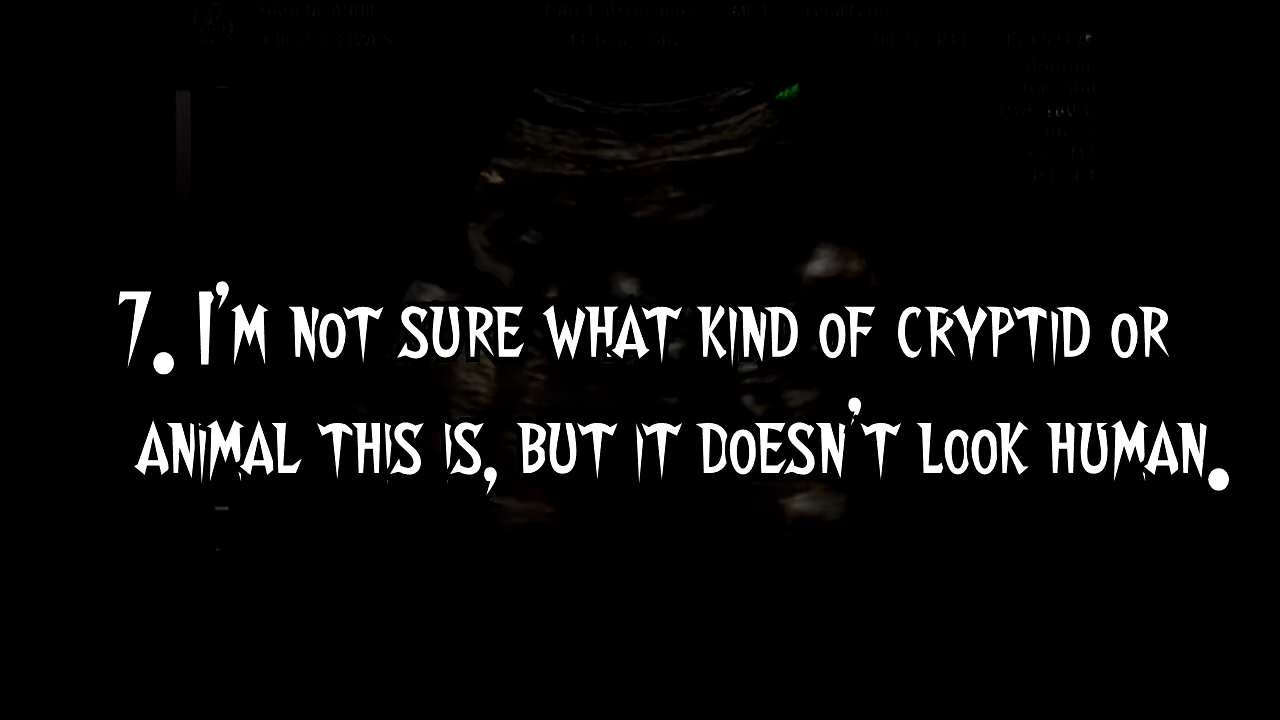 7. I'm not sure what kind of cryptid or
animal this is, but it doesn't look human.